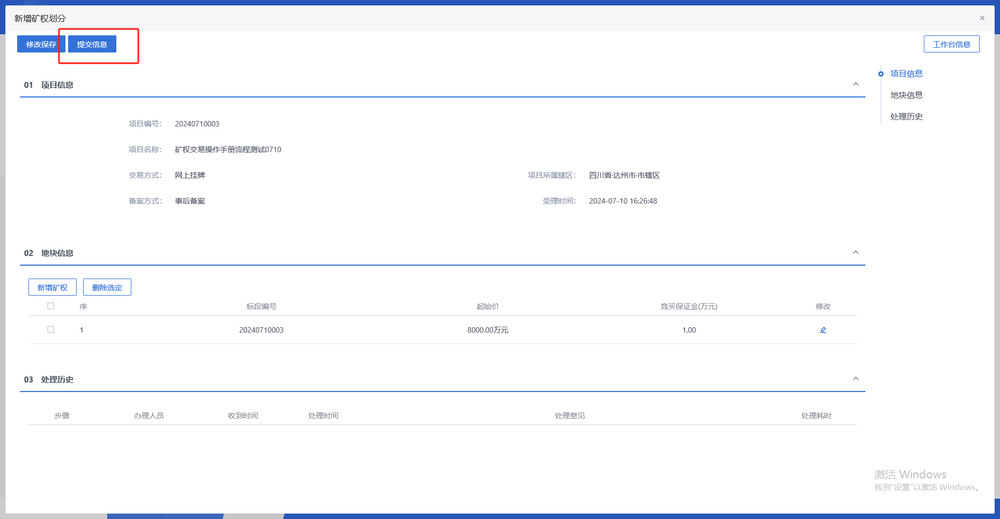 新增矿权划分
修改保存 提交信息 工作台信息
项目信息
地块信息
处理历史
01 项目信息
项目编号： 20240710003
项目名称： 矿权交易操作手册流程测试0710
交易方式： 网上挂牌 项目所属辖区： 四川省·达州市·市辖区
备案方式： 事后备案 受理时间： 2024-07-10 16:26:48
02 地块信息
新增矿权 删除选定
序 标段编号 起始价 竞买保证金(万元) 修改
1 20240710003 8000.00万元 1.00
03 处理历史
步骤 办理人员 收到时间 处理时间 处理意见 处理耗时
激活 Windows
转到“设置”以激活 Windows。